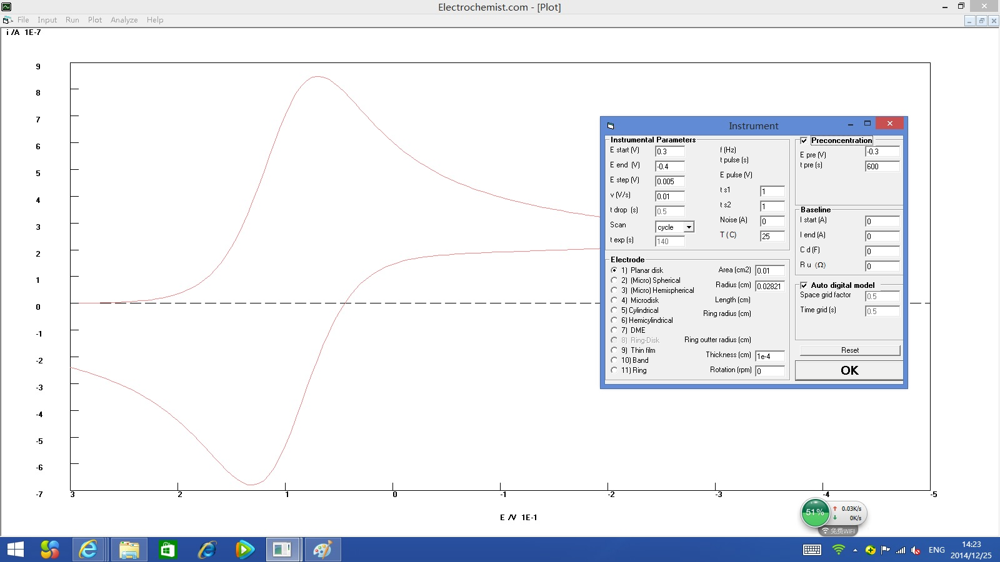 Electrochemist.com - [Plot]
File Input Run Plot Analyze Help
i /A 1E-7
9
8
7
6
5
4
3
2
1
0
-1
-2
-3
-4
-5
-6
-7
3 2 1 0 -1 -2 -3 -4 -5
E /V 1E-1
Instrument
Instrumental Parameters
E start (V) 0.3
E end (V) -0.4
E step (V) 0.005
v (V/s) 0.01
t drop (s) 0.5
Scan cycle
t exp (s) 140
f (Hz)
t pulse (s)
E pulse (V)
t s1 1
t s2 1
Noise (A) 0
T ( C) 25
Electrode
1) Planar disk
2) (Micro) Spherical
3) (Micro) Hemispherical
4) Microdisk
5) Cylindrical
6) Hemicylindrical
7) DME
8) Ring-Disk
9) Thin film
10) Band
11) Ring
Area (cm2) 0.01
Radius (cm) 0.02821
Length (cm)
Ring radius (cm)
Ring outter radius (cm)
Thickness (cm) 1e-4
Rotation (rpm) 0
Preconcentration
E pre (V) -0.3
t pre (s) 600
Baseline
I start (A) 0
I end (A) 0
C d (F) 0
R u (Ω) 0
Auto digital model
Space grid factor 0.5
Time grid (s) 0.5
Reset
OK
51%
0.03K/s
0K/s
免费WiFi
ENG
14:23
2014/12/25